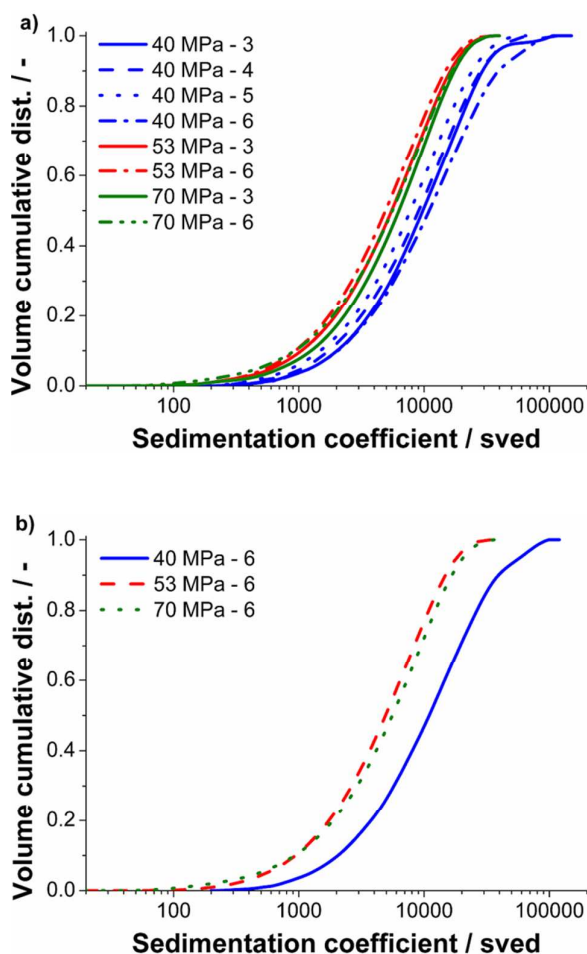 a)
1.0
0.8
0.6
0.4
0.2
0.0
Volume cumulative dist. / -
40 MPa - 3
40 MPa - 4
40 MPa - 5
40 MPa - 6
53 MPa - 3
53 MPa - 6
70 MPa - 3
70 MPa - 6
100 1000 10000 100000
Sedimentation coefficient / sved
b)
1.0
0.8
0.6
0.4
0.2
0.0
Volume cumulative dist. / -
40 MPa - 6
53 MPa - 6
70 MPa - 6
100 1000 10000 100000
Sedimentation coefficient / sved